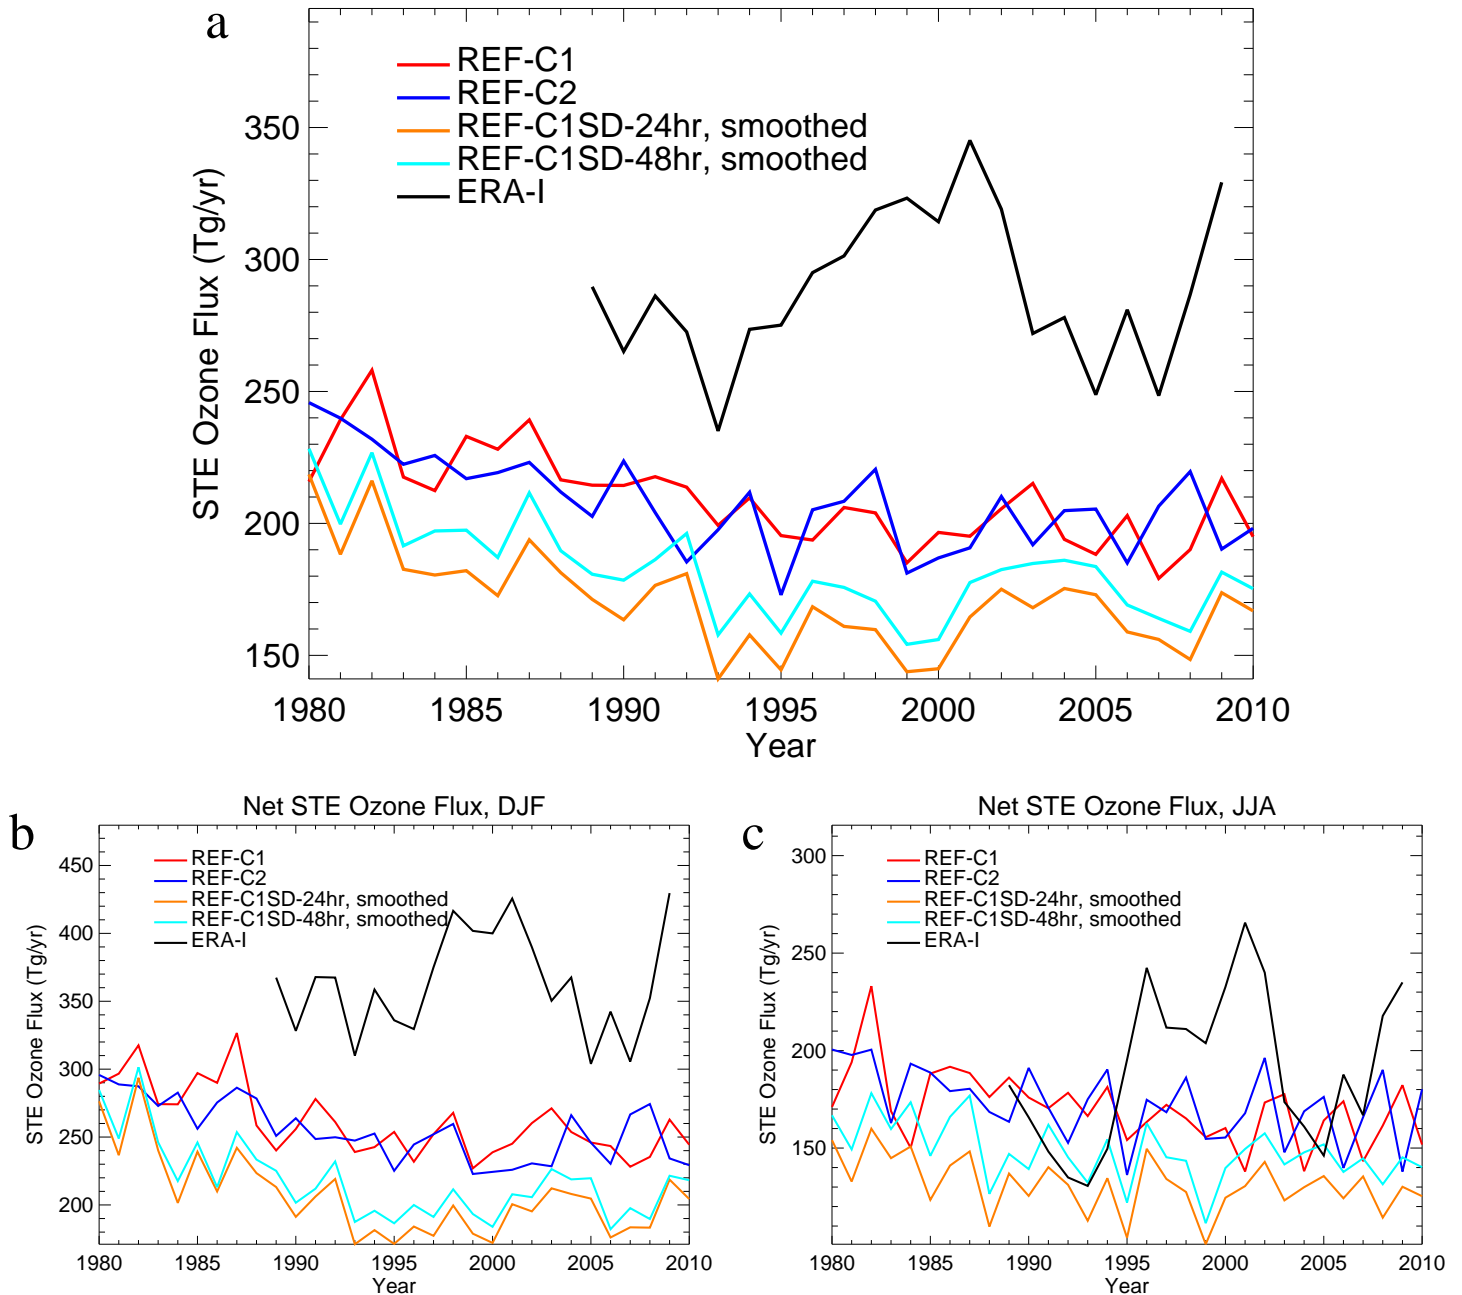 a
REF-C1
REF-C2
REF-C1SD-24hr, smoothed
REF-C1SD-48hr, smoothed
ERA-I
STE Ozone Flux (Tg/yr)
350
300
250
200
150
1980 1985 1990 1995 2000 2005 2010
Year
b
Net STE Ozone Flux, DJF
REF-C1
REF-C2
REF-C1SD-24hr, smoothed
REF-C1SD-48hr, smoothed
ERA-I
STE Ozone Flux (Tg/yr)
450
400
350
300
250
200
1980 1985 1990 1995 2000 2005 2010
Year
c
Net STE Ozone Flux, JJA
REF-C1
REF-C2
REF-C1SD-24hr, smoothed
REF-C1SD-48hr, smoothed
ERA-I
STE Ozone Flux (Tg/yr)
300
250
200
150
1980 1985 1990 1995 2000 2005 2010
Year